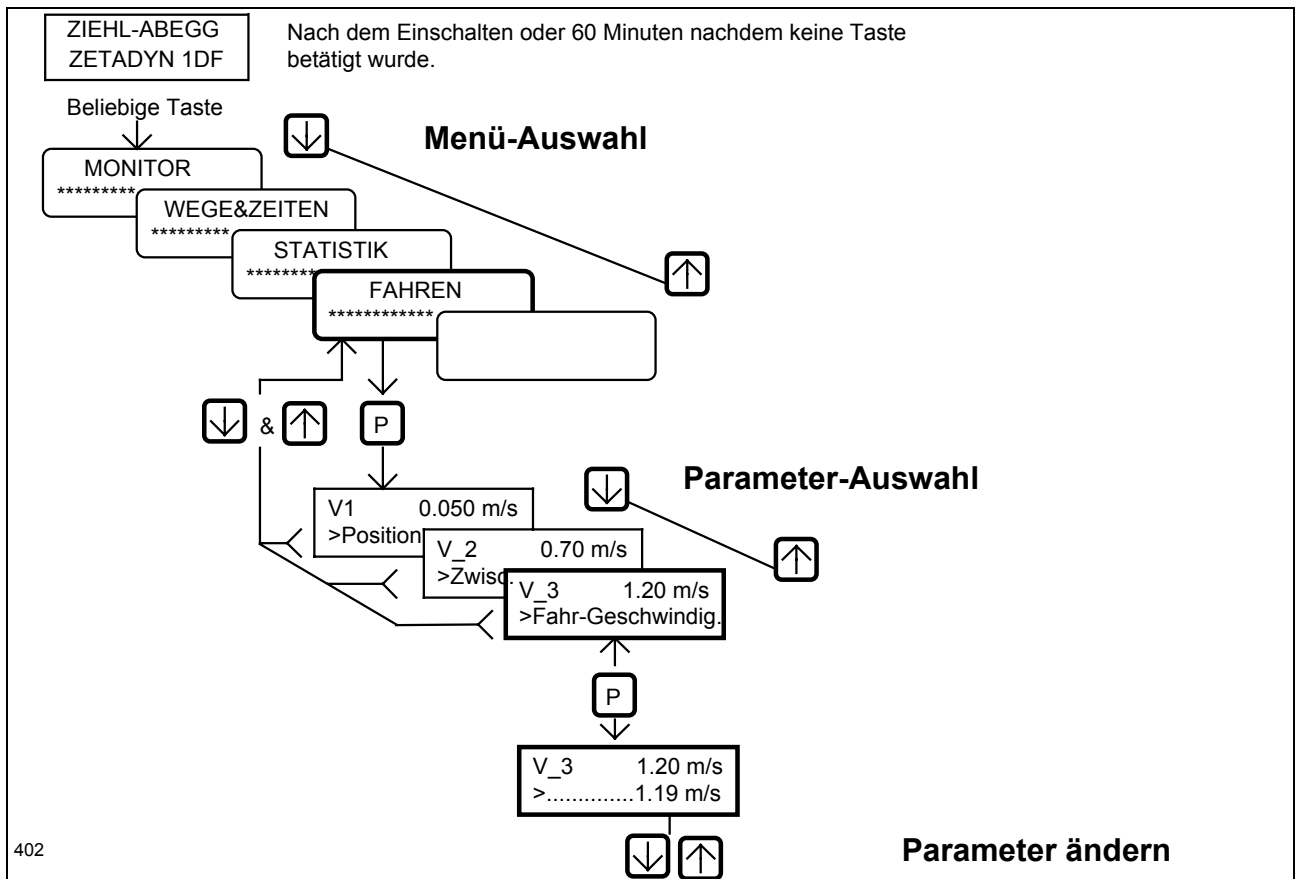 ZIEHL-ABEGG
ZETADYN 1DF
Nach dem Einschalten oder 60 Minuten nachdem keine Taste
betätigt wurde.
Beliebige Taste
Menü-Auswahl
MONITOR
*********
WEGE&ZEITEN
*********
STATISTIK
********
FAHREN
************
& P
Parameter-Auswahl
V1 0.050 m/s
>Position
V_2 0.70 m/s
>Zwisc.
V_3 1.20 m/s
>Fahr-Geschwindig.
P
V_3 1.20 m/s
>..............1.19 m/s
402
Parameter ändern